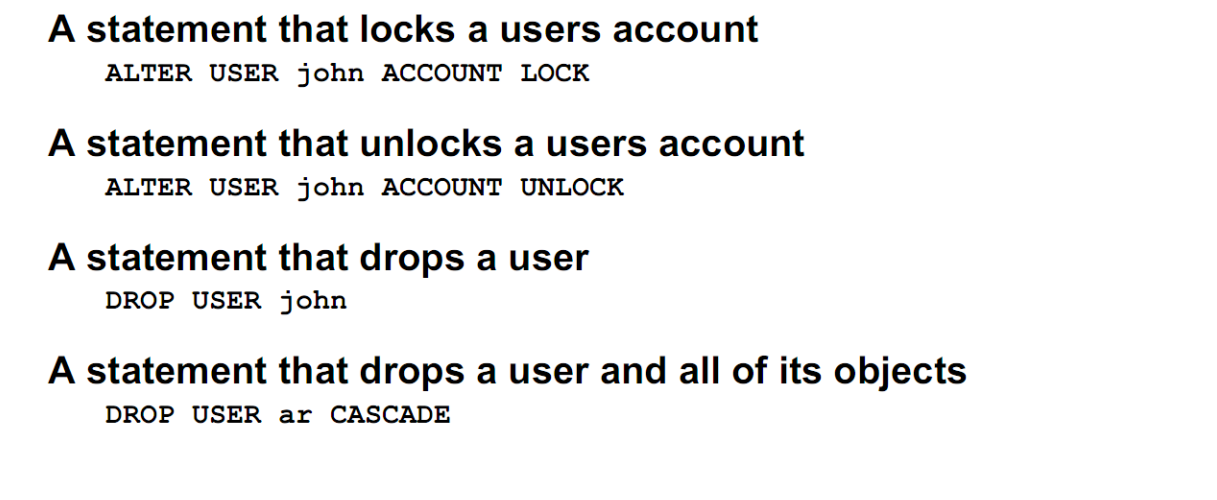 A statement that locks a users account
ALTER USER john ACCOUNT LOCK
A statement that unlocks a users account
ALTER USER john ACCOUNT UNLOCK
A statement that drops a user
DROP USER john
A statement that drops a user and all of its objects
DROP USER ar CASCADE